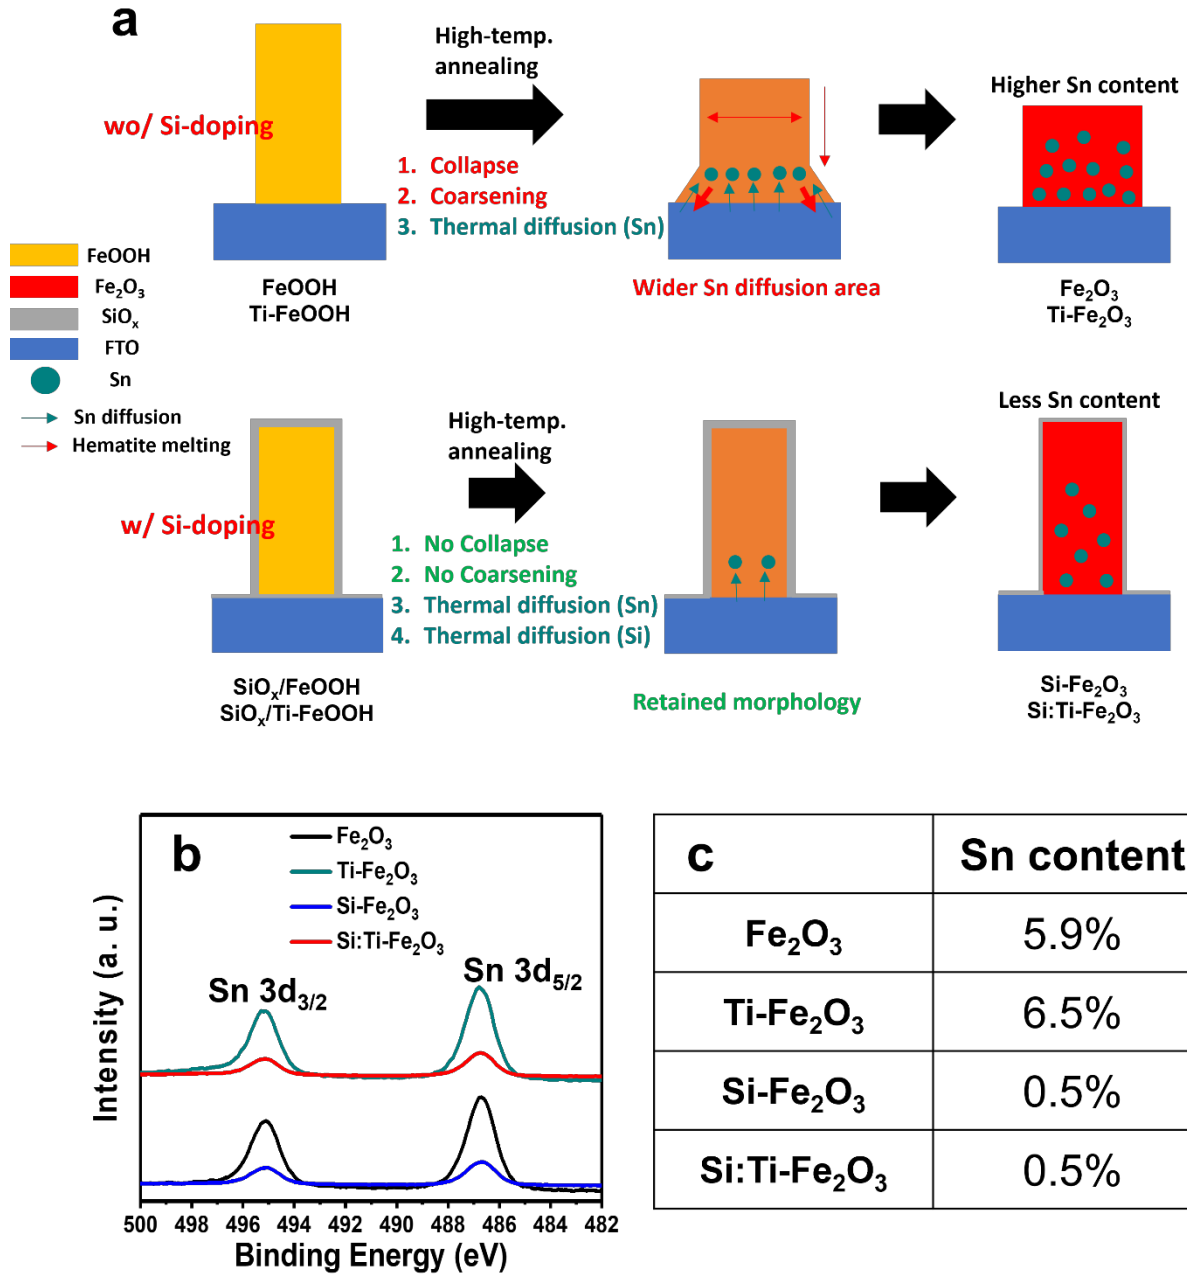 a
High-temp.
annealing
Higher Sn content
wo/ Si-doping
1. Collapse
2. Coarsening
3. Thermal diffusion (Sn)
FeOOH
Fe₂O₃
SiOₓ
FTO
Sn
Sn diffusion
Hematite melting
FeOOH
Ti-FeOOH
Wider Sn diffusion area
Fe₂O₃
Ti-Fe₂O₃
High-temp.
annealing
Less Sn content
w/ Si-doping
1. No Collapse
2. No Coarsening
3. Thermal diffusion (Sn)
4. Thermal diffusion (Si)
SiOₓ/FeOOH
SiOₓ/Ti-FeOOH
Retained morphology
Si-Fe₂O₃
Si:Ti-Fe₂O₃
b
Fe₂O₃
Ti-Fe₂O₃
Si-Fe₂O₃
Si:Ti-Fe₂O₃
Sn 3d₃/₂
Sn 3d₅/₂
Intensity (a. u.)
500 498 496 494 492 490 488 486 484 482
Binding Energy (eV)
c Sn content
Fe₂O₃ 5.9%
Ti-Fe₂O₃ 6.5%
Si-Fe₂O₃ 0.5%
Si:Ti-Fe₂O₃ 0.5%